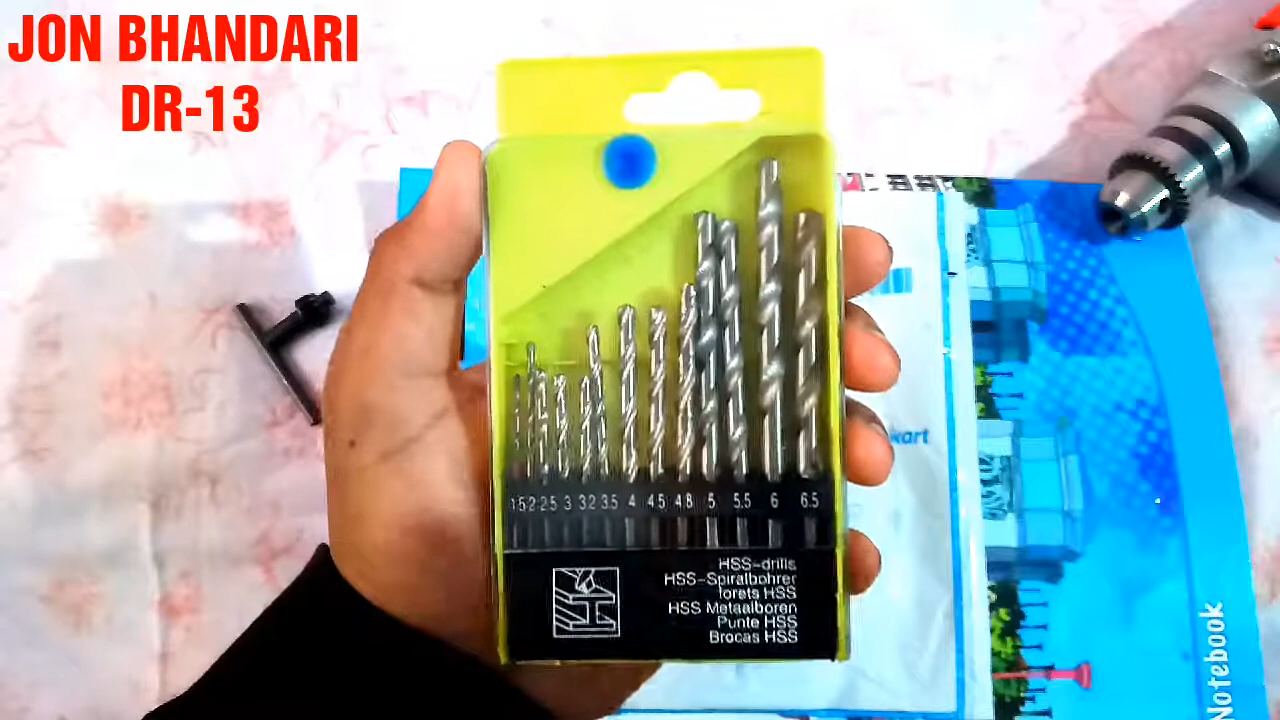 JON BHANDARI
DR-13
1.5 2 2.5 3 3.2 3.5 4 4.5 4.8 5 5.5 6 6.5
HSS-drills
HSS-Spiralbohrer
forets HSS
HSS Metaalboren
Punte HSS
Brocas HSS
kart
Notebook